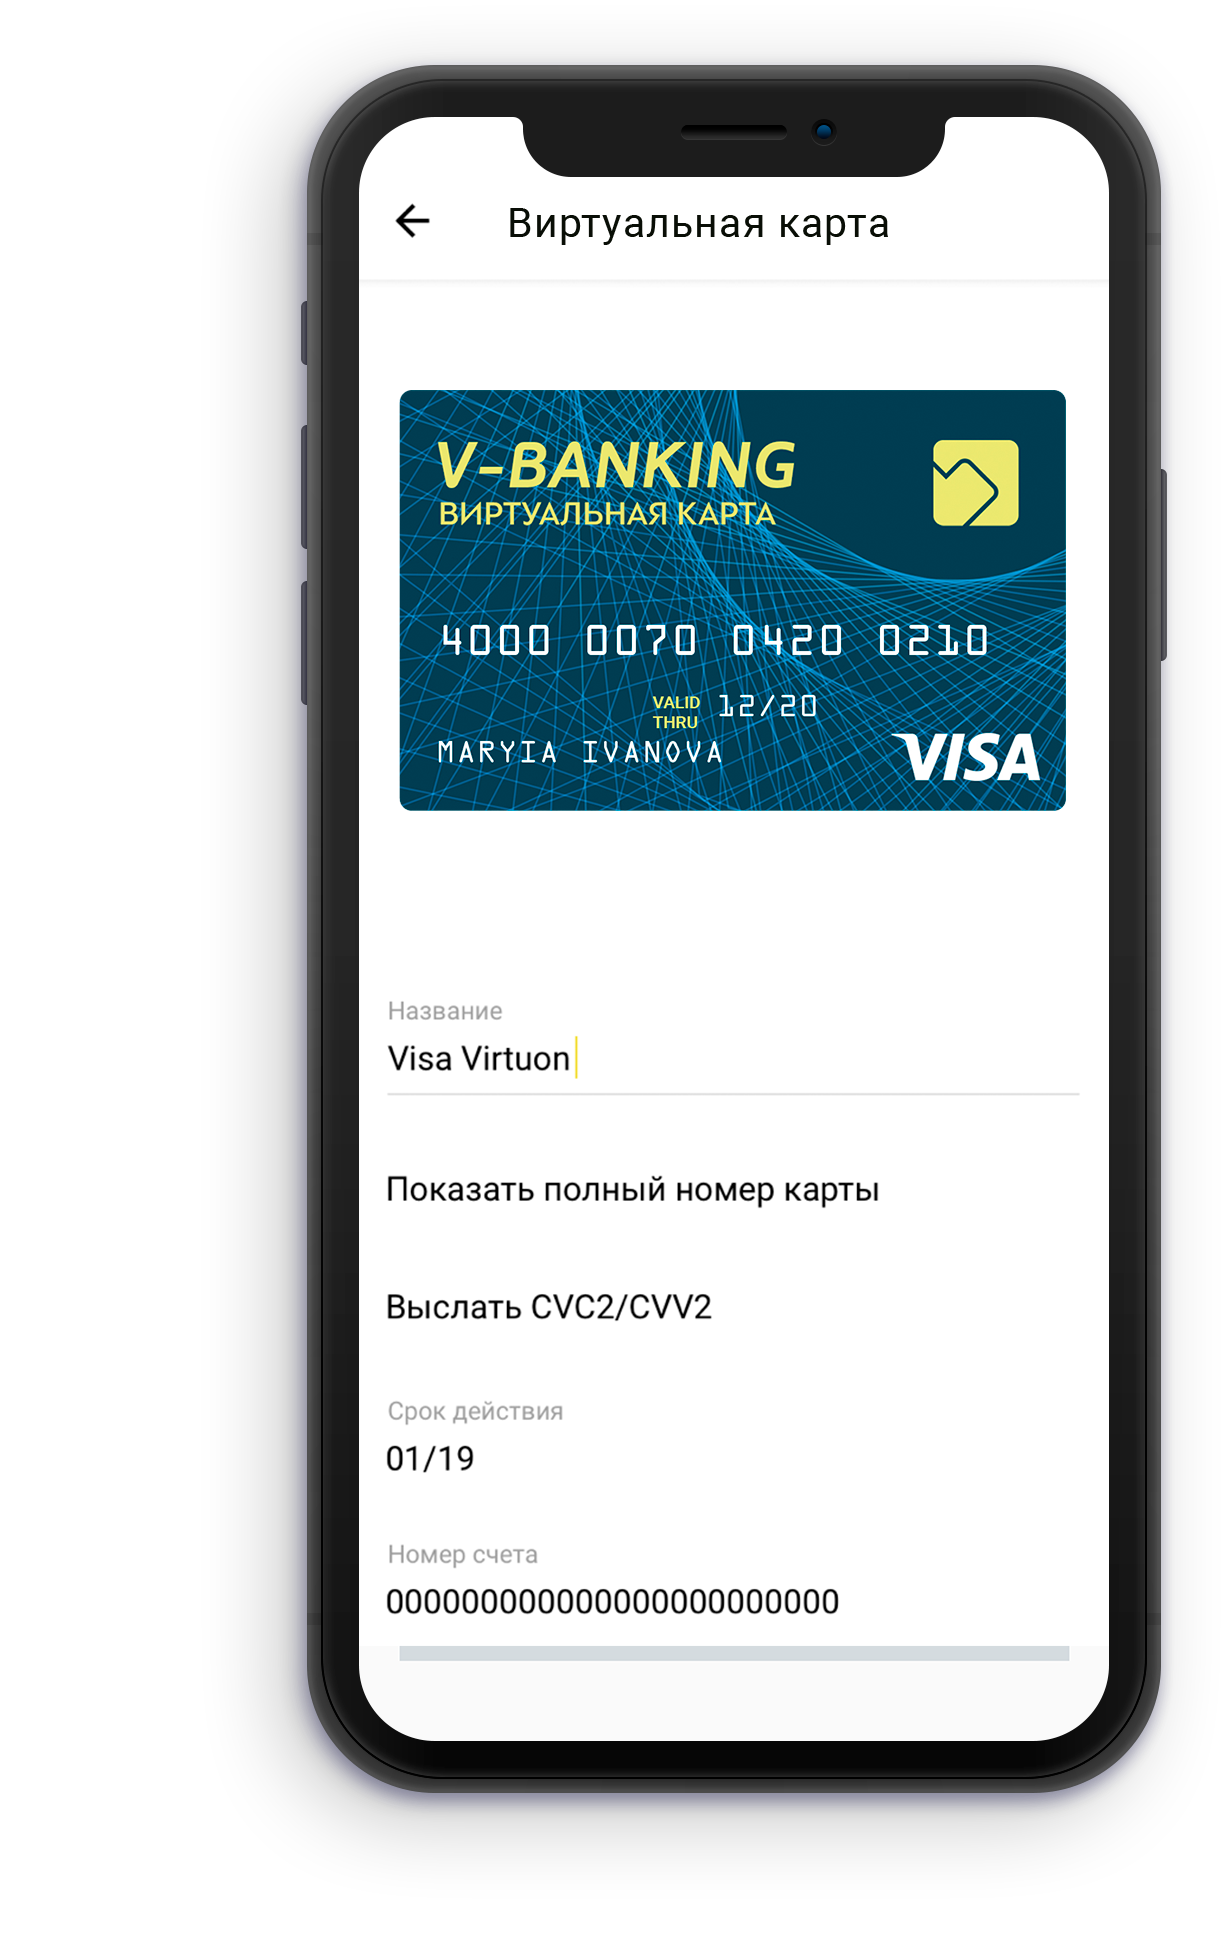 Виртуальная карта
V-BANKING
ВИРТУАЛЬНАЯ КАРТА
4000 0070 0420 0210
VALID THRU 12/20
MARYIA IVANOVA
VISA
Название
Visa Virtuon
Показать полный номер карты
Выслать CVC2/CVV2
Срок действия
01/19
Номер счета
000000000000000000000000